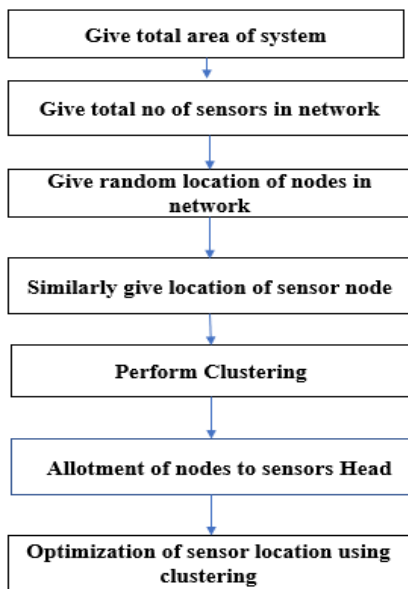 Give total area of system
Give total no of sensors in network
Give random location of nodes in
network
Similarly give location of sensor node
Perform Clustering
Allotment of nodes to sensors Head
Optimization of sensor location using
clustering